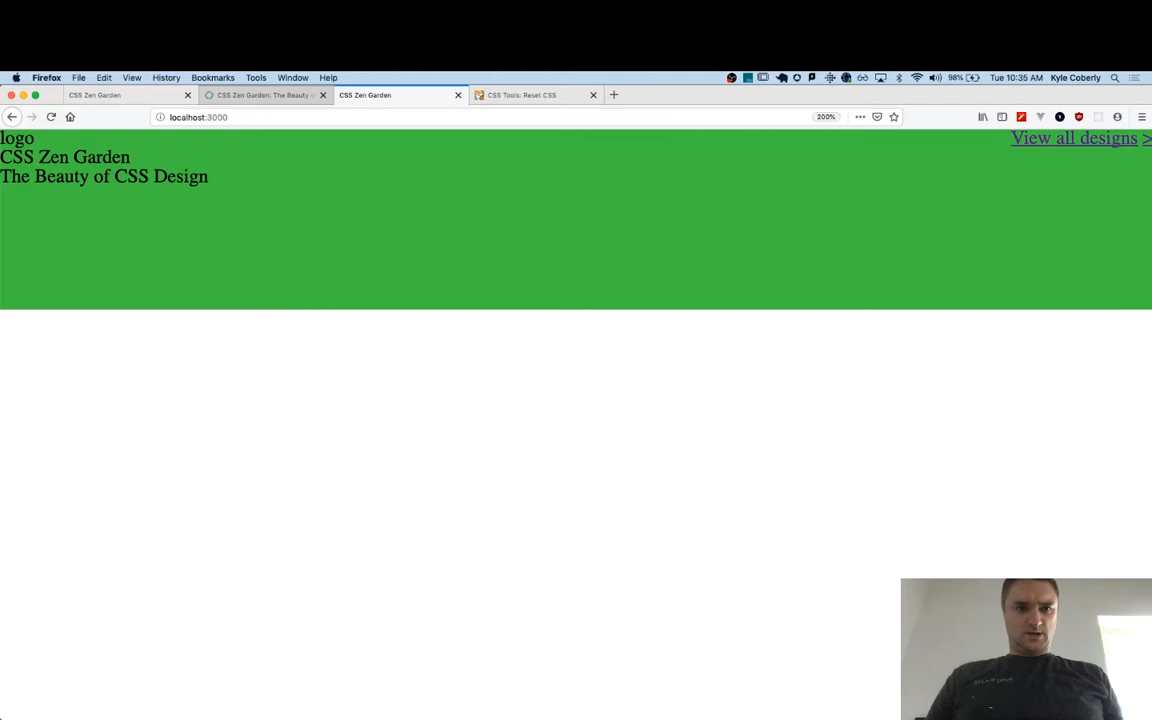 Firefox File Edit View History Bookmarks Tools Window Help 98% Tue 10:35 AM Kyle Coberly
CSS Zen Garden CSS Zen Garden: The Beauty of CSS Zen Garden CSS Tools: Reset CSS
localhost:3000 200%
logo View all designs >
CSS Zen Garden
The Beauty of CSS Design